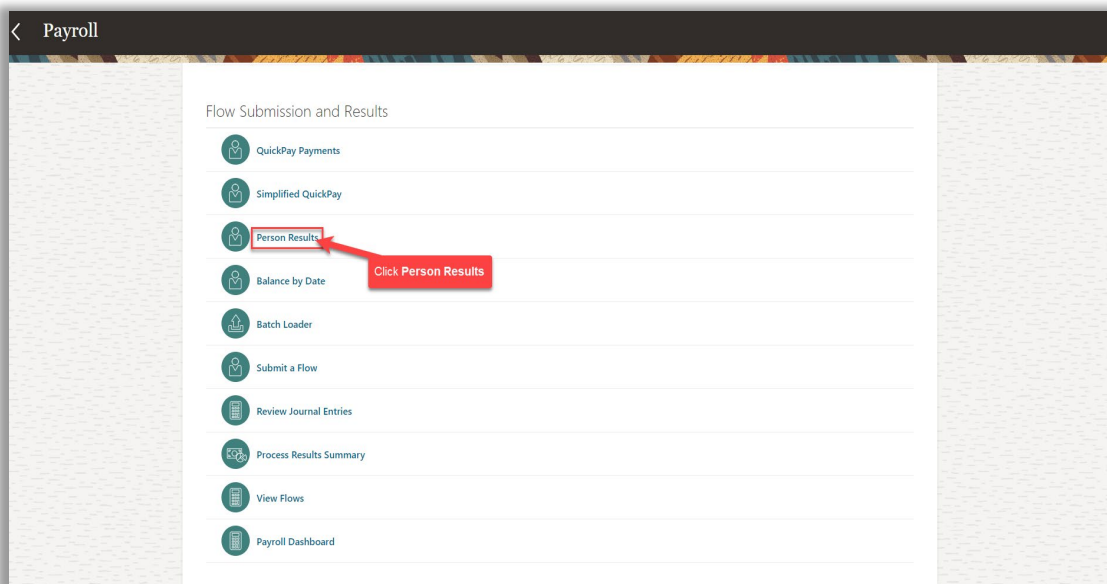 Payroll
Flow Submission and Results
QuickPay Payments
Simplified QuickPay
Person Results
Click Person Results
Balance by Date
Batch Loader
Submit a Flow
Review Journal Entries
Process Results Summary
View Flows
Payroll Dashboard